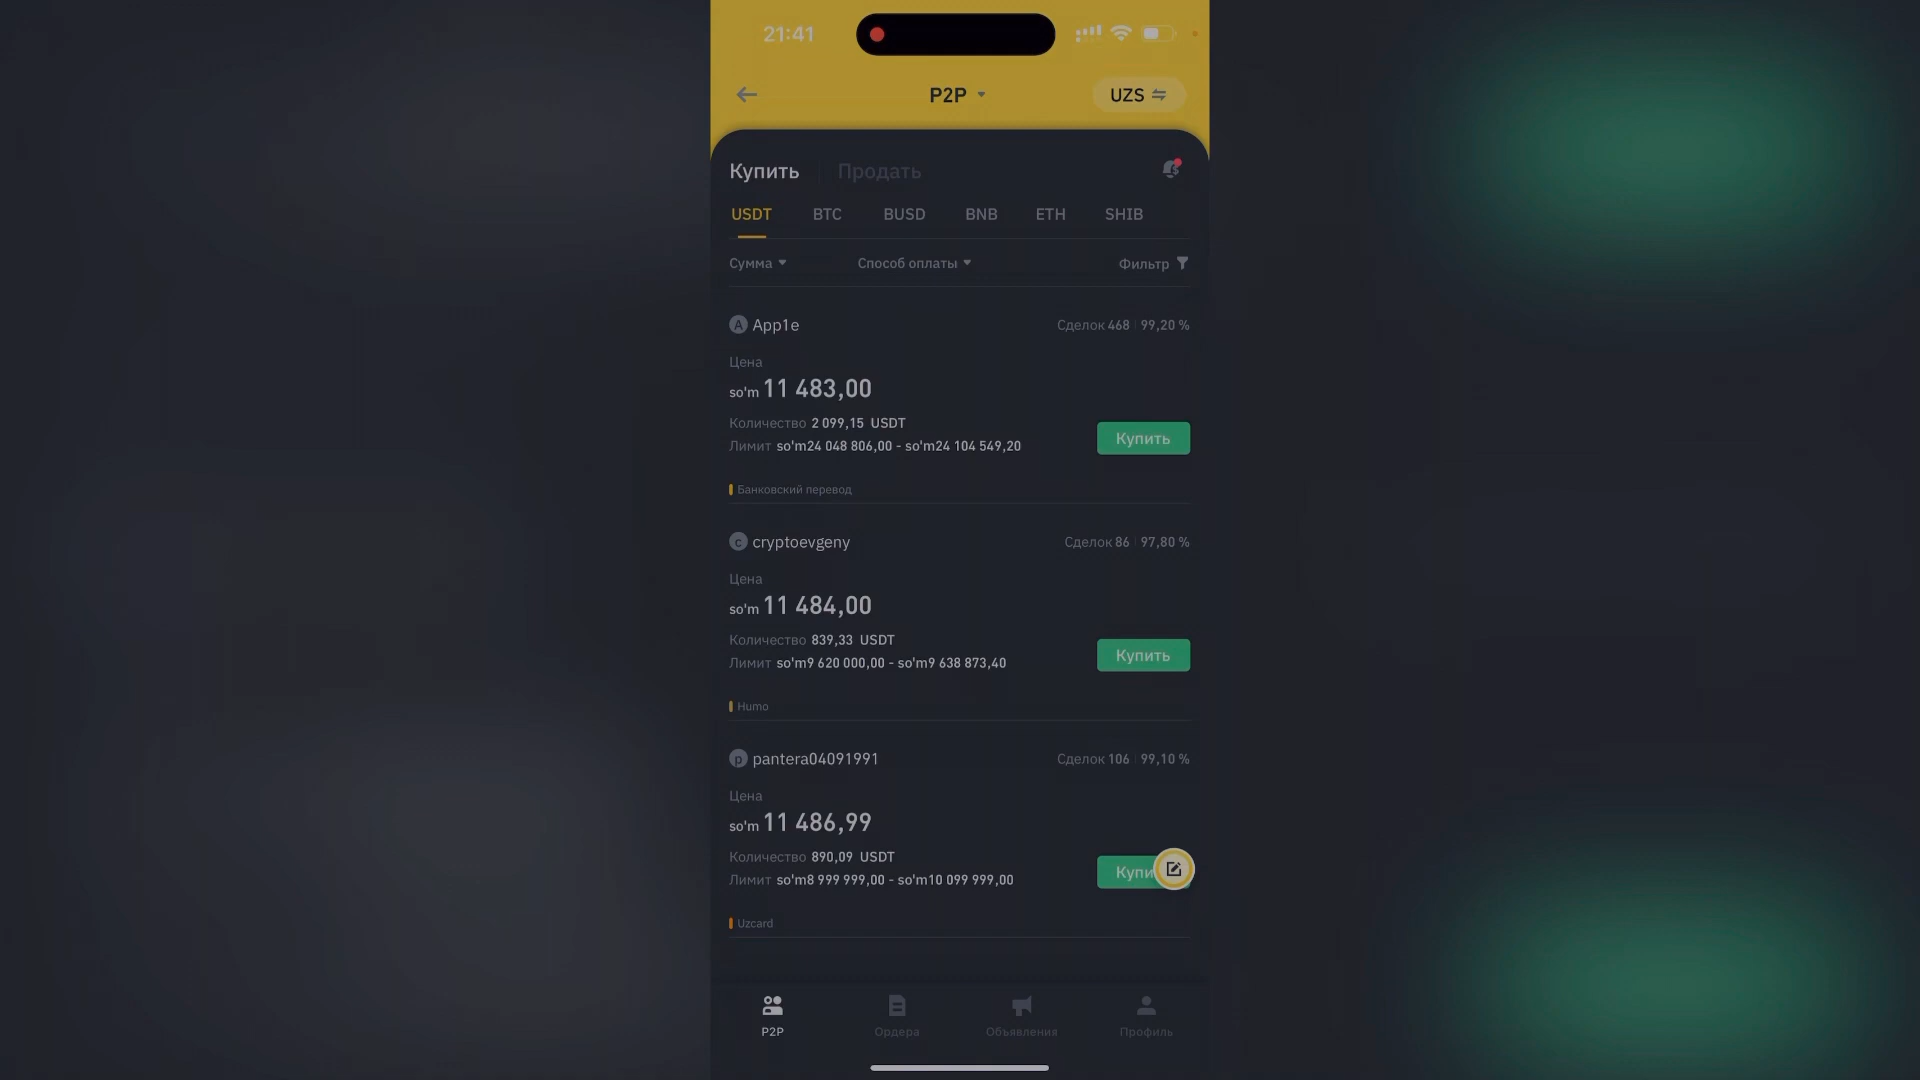 21:41
P2P
UZS
Купить Продать
USDT BTC BUSD BNB ETH SHIB
Сумма Способ оплаты Фильтр
A App1e Сделок 468 | 99,20 %
Цена
so'm 11 483,00
Количество 2 099,15 USDT
Лимит so'm24 048 806,00 - so'm24 104 549,20
Купить
Банковский перевод
c cryptoevgeny Сделок 86 | 97,80 %
Цена
so'm 11 484,00
Количество 839,33 USDT
Лимит so'm9 620 000,00 - so'm9 638 873,40
Купить
Humo
p pantera04091991 Сделок 106 | 99,10 %
Цена
so'm 11 486,99
Количество 890,09 USDT
Лимит so'm8 999 999,00 - so'm10 099 999,00
Купи
Uzcard
P2P Ордера Объявления Профиль